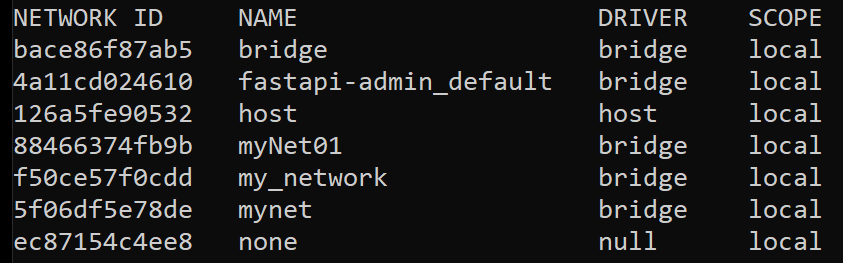 NETWORK ID NAME DRIVER SCOPE
bace86f87ab5 bridge bridge local
4a11cd024610 fastapi-admin_default bridge local
126a5fe90532 host host local
88466374fb9b myNet01 bridge local
f50ce57f0cdd my_network bridge local
5f06df5e78de mynet bridge local
ec87154c4ee8 none null local